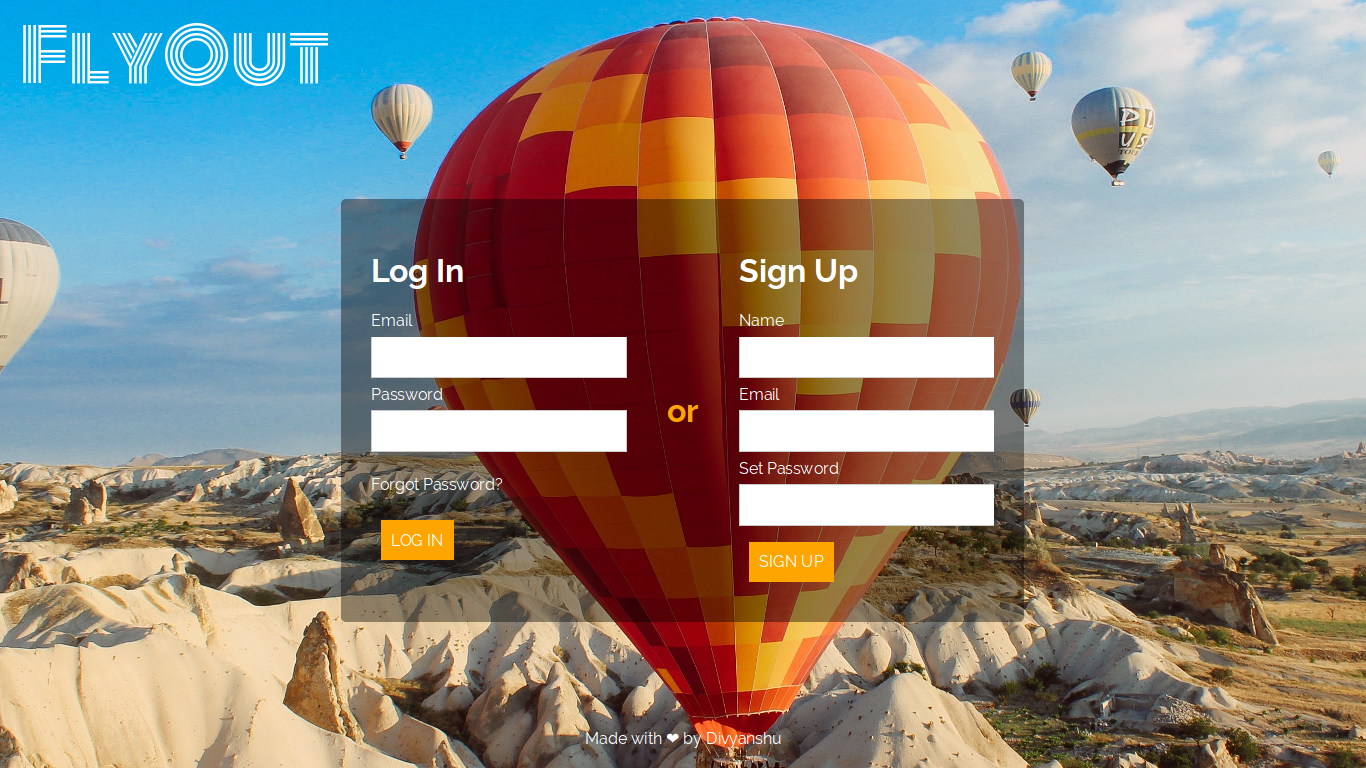 FlyOut
PLUS
Log In
Email
Password
Forgot Password?
LOG IN
or
Sign Up
Name
Email
Set Password
SIGN UP
Made with ❤ by Divyanshu